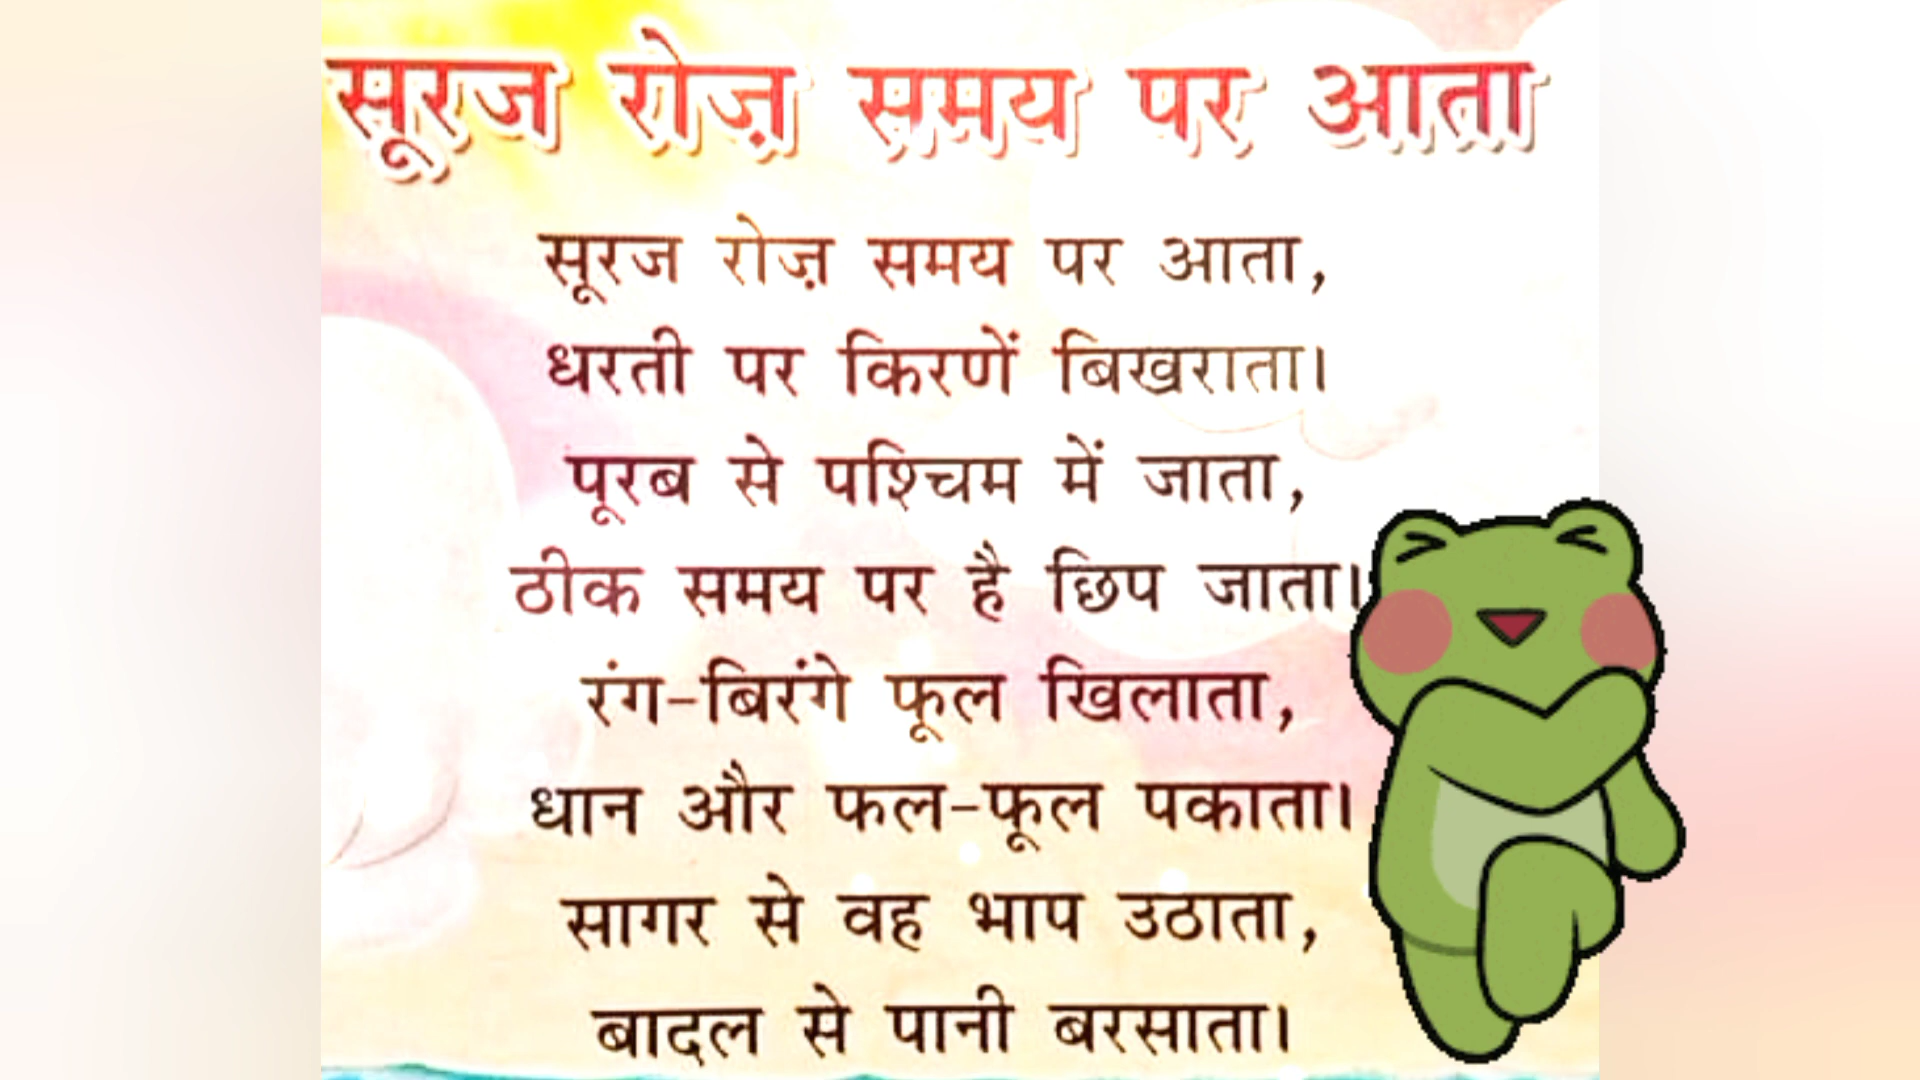 सूरज रोज़ समय पर आता
सूरज रोज़ समय पर आता,
धरती पर किरणें बिखराता।
पूरब से पश्चिम में जाता,
ठीक समय पर है छिप जाता।
रंग-बिरंगे फूल खिलाता,
धान और फल-फूल पकाता।
सागर से वह भाप उठाता,
बादल से पानी बरसाता।